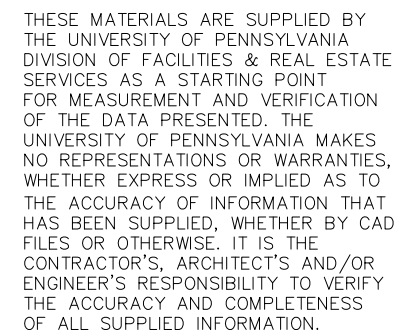 THESE MATERIALS ARE SUPPLIED BY
THE UNIVERSITY OF PENNSYLVANIA
DIVISION OF FACILITIES & REAL ESTATE
SERVICES AS A STARTING POINT
FOR MEASUREMENT AND VERIFICATION
OF THE DATA PRESENTED. THE
UNIVERSITY OF PENNSYLVANIA MAKES
NO REPRESENTATIONS OR WARRANTIES,
WHETHER EXPRESS OR IMPLIED AS TO
THE ACCURACY OF INFORMATION THAT
HAS BEEN SUPPLIED, WHETHER BY CAD
FILES OR OTHERWISE. IT IS THE
CONTRACTOR'S, ARCHITECT'S AND/OR
ENGINEER'S RESPONSIBILITY TO VERIFY
THE ACCURACY AND COMPLETENESS
OF ALL SUPPLIED INFORMATION.